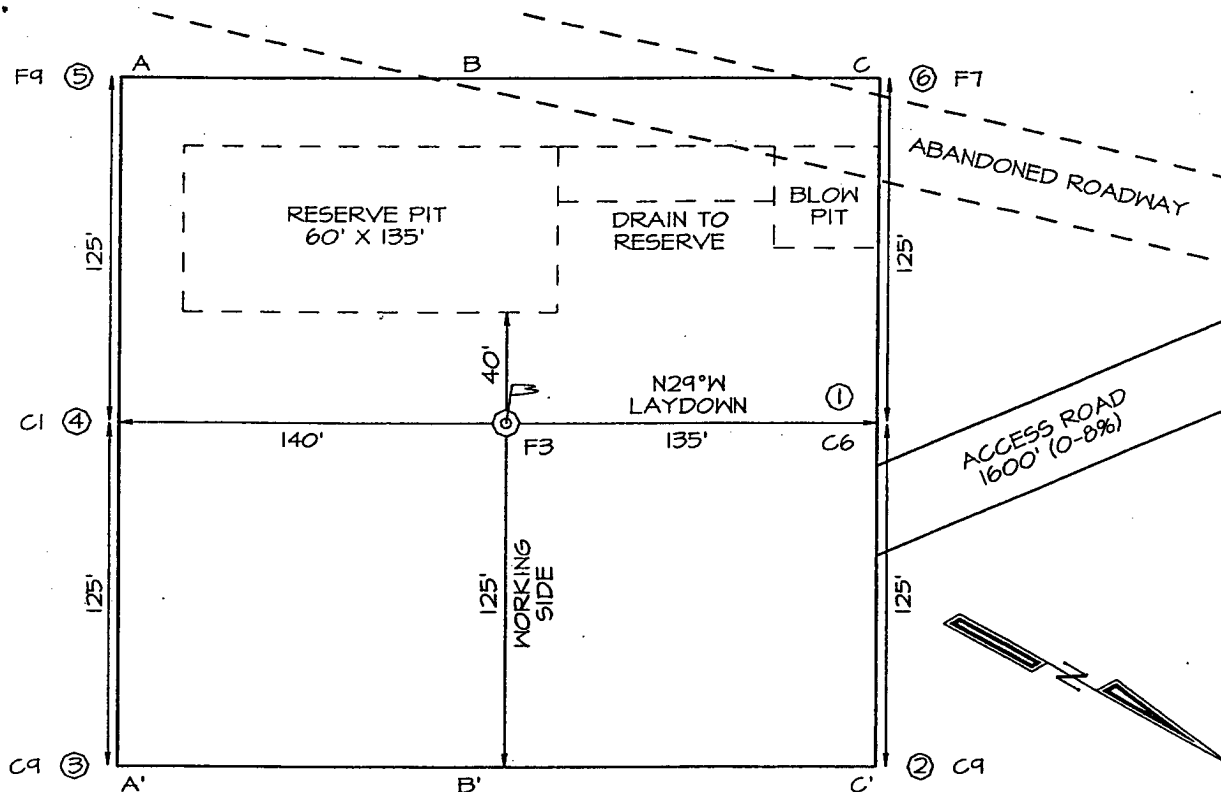 A
B
C
F9 ⑤
⑥ F7
ABANDONED ROADWAY
RESERVE PIT
60' X 135'
DRAIN TO
RESERVE
BLOW
PIT
125'
125'
40'
N29°W
LAYDOWN
①
C1 ④
140'
F3
135'
C6
ACCESS ROAD
1600' (0-8%)
125'
125'
WORKING
SIDE
125'
N
C9 ③
② C9
A'
B'
C'